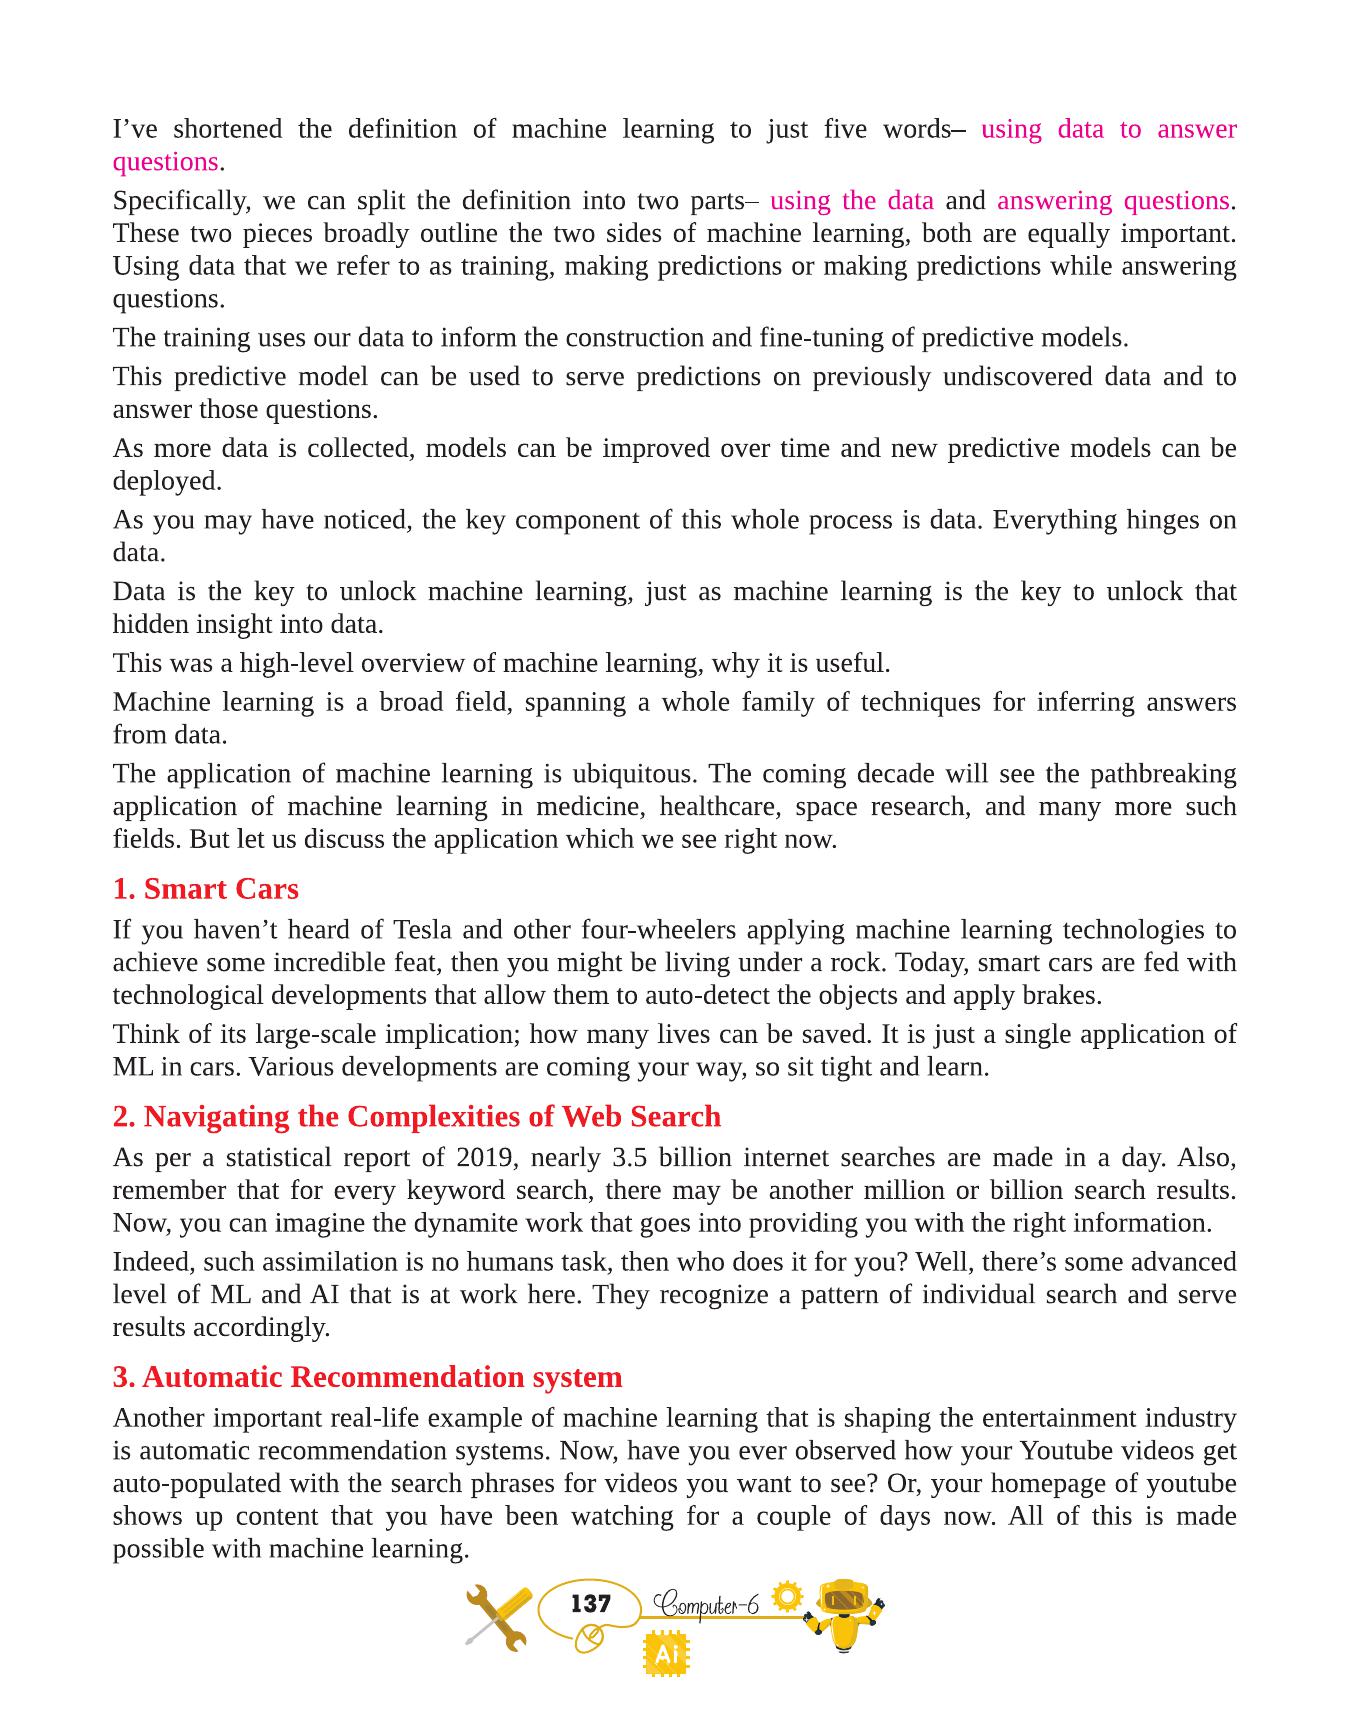 I’ve shortened the definition of machine learning to just five words– using data to answer
questions.
Specifically, we can split the definition into two parts– using the data and answering questions.
These two pieces broadly outline the two sides of machine learning, both are equally important.
Using data that we refer to as training, making predictions or making predictions while answering
questions.
The training uses our data to inform the construction and fine-tuning of predictive models.
This predictive model can be used to serve predictions on previously undiscovered data and to
answer those questions.
As more data is collected, models can be improved over time and new predictive models can be
deployed.
As you may have noticed, the key component of this whole process is data. Everything hinges on
data.
Data is the key to unlock machine learning, just as machine learning is the key to unlock that
hidden insight into data.
This was a high-level overview of machine learning, why it is useful.
Machine learning is a broad field, spanning a whole family of techniques for inferring answers
from data.
The application of machine learning is ubiquitous. The coming decade will see the pathbreaking
application of machine learning in medicine, healthcare, space research, and many more such
fields. But let us discuss the application which we see right now.
1. Smart Cars
If you haven’t heard of Tesla and other four-wheelers applying machine learning technologies to
achieve some incredible feat, then you might be living under a rock. Today, smart cars are fed with
technological developments that allow them to auto-detect the objects and apply brakes.
Think of its large-scale implication; how many lives can be saved. It is just a single application of
ML in cars. Various developments are coming your way, so sit tight and learn.
2. Navigating the Complexities of Web Search
As per a statistical report of 2019, nearly 3.5 billion internet searches are made in a day. Also,
remember that for every keyword search, there may be another million or billion search results.
Now, you can imagine the dynamite work that goes into providing you with the right information.
Indeed, such assimilation is no humans task, then who does it for you? Well, there’s some advanced
level of ML and AI that is at work here. They recognize a pattern of individual search and serve
results accordingly.
3. Automatic Recommendation system
Another important real-life example of machine learning that is shaping the entertainment industry
is automatic recommendation systems. Now, have you ever observed how your Youtube videos get
auto-populated with the search phrases for videos you want to see? Or, your homepage of youtube
shows up content that you have been watching for a couple of days now. All of this is made
possible with machine learning.
137 Computer-6
Ai